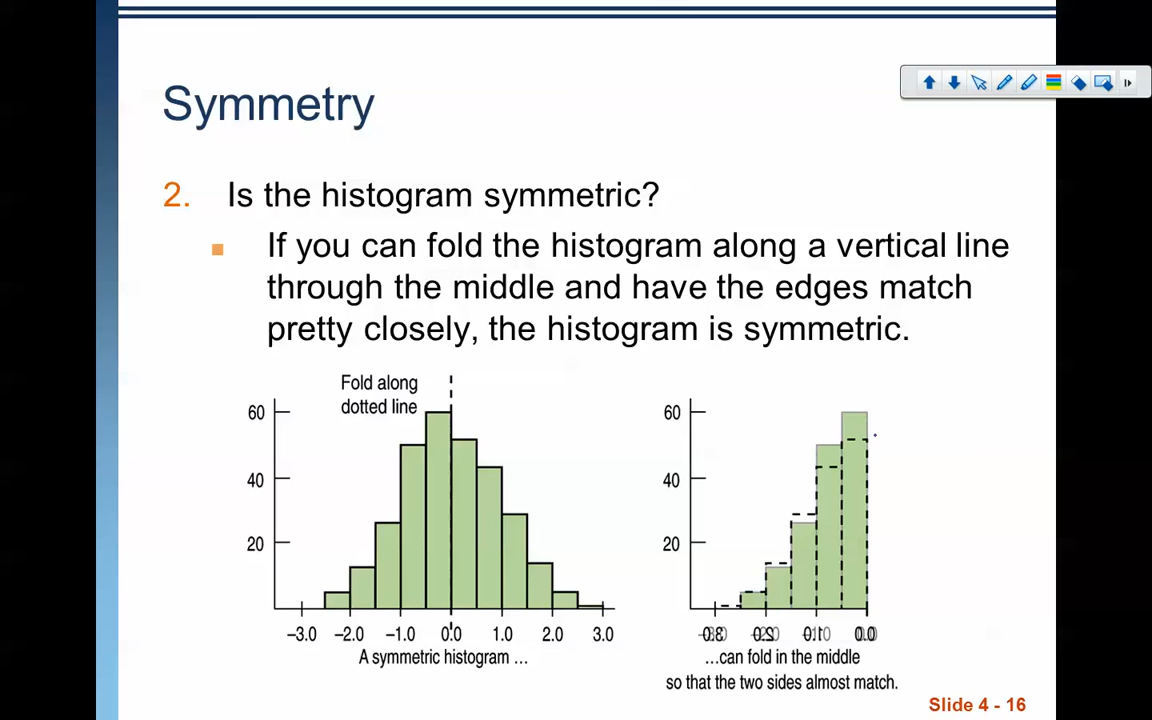 Symmetry
2. Is the histogram symmetric?
If you can fold the histogram along a vertical line
through the middle and have the edges match
pretty closely, the histogram is symmetric.
Fold along
dotted line
60
40
20
–3.0 –2.0 –1.0 0.0 1.0 2.0 3.0
A symmetric histogram ...
60
40
20
0.0
...can fold in the middle
so that the two sides almost match.
Slide 4 - 16